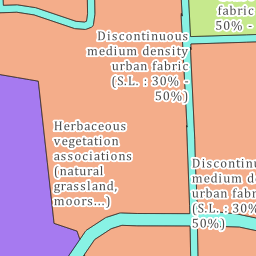 fabric
50% -
Discontinuous
medium density
urban fabric
(S.L. : 30% -
50%)
Herbaceous
vegetation
associations
(natural
grassland,
moors...)
Discontinu
medium d
urban fabr
(S.L. : 30%
50%)